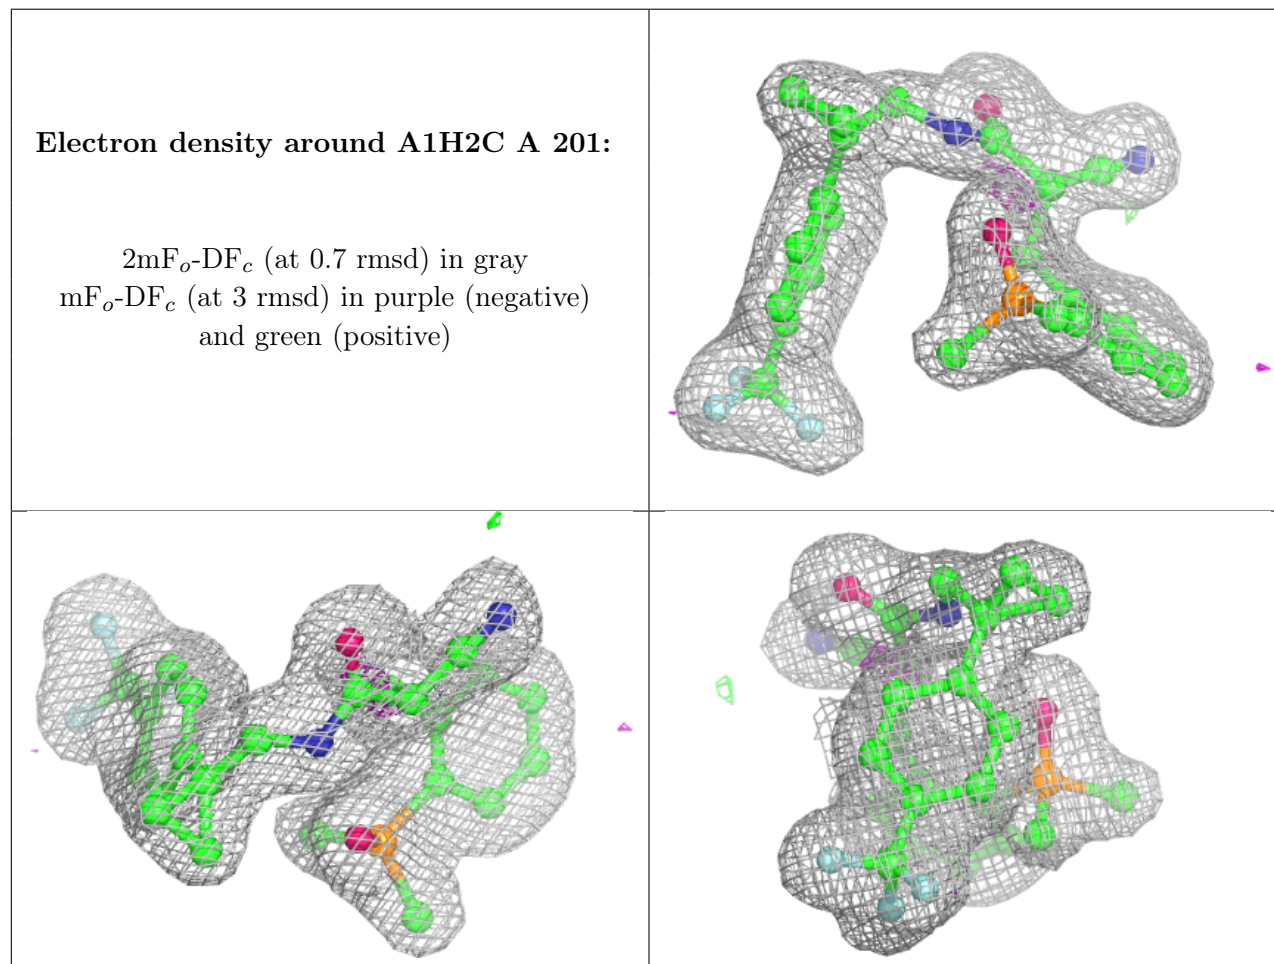 Electron density around A1H2C A 201:
2mFo-DFc (at 0.7 rmsd) in gray
mFo-DFc (at 3 rmsd) in purple (negative)
and green (positive)